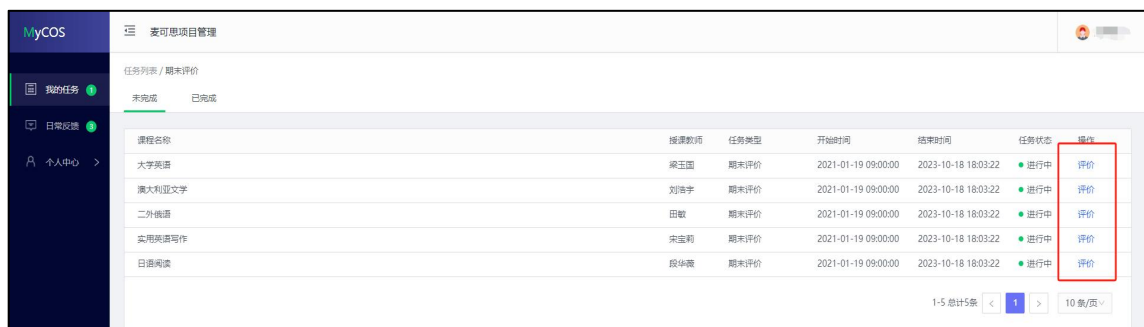 MyCOS
麦可思项目管理
任务列表 / 期末评价
我的任务 1
未完成 已完成
日常反馈 3
个人中心
课程名称 授课教师 任务类型 开始时间 结束时间 任务状态 操作
大学英语 梁玉国 期末评价 2021-01-19 09:00:00 2023-10-18 18:03:22 进行中 评价
澳大利亚文学 刘浩宇 期末评价 2021-01-19 09:00:00 2023-10-18 18:03:22 进行中 评价
二外俄语 田敏 期末评价 2021-01-19 09:00:00 2023-10-18 18:03:22 进行中 评价
实用英语写作 宋宝莉 期末评价 2021-01-19 09:00:00 2023-10-18 18:03:22 进行中 评价
日语阅读 段华薇 期末评价 2021-01-19 09:00:00 2023-10-18 18:03:22 进行中 评价
1-5 总计5条 < 1 > 10 条/页